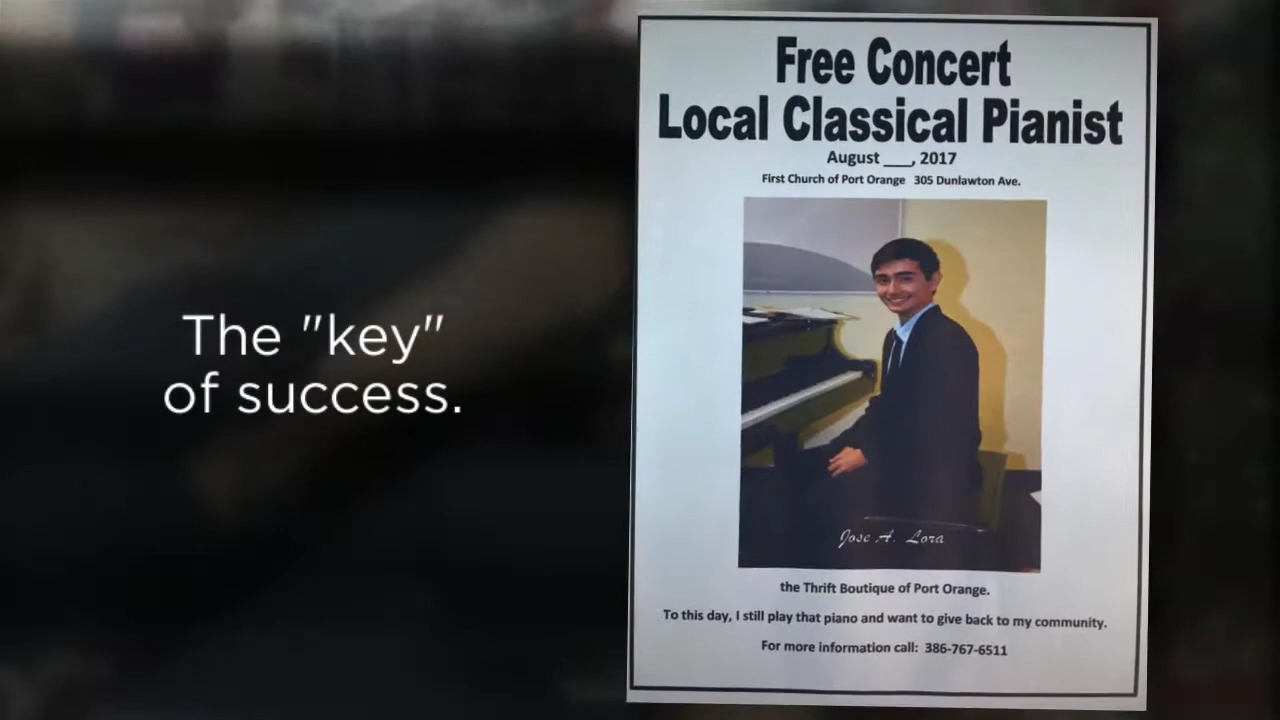 The "key"
of success.
Free Concert
Local Classical Pianist
August ___, 2017
First Church of Port Orange 305 Dunlawton Ave.
Jose A. Lora
the Thrift Boutique of Port Orange.
To this day, I still play that piano and want to give back to my community.
For more information call: 386-767-6511